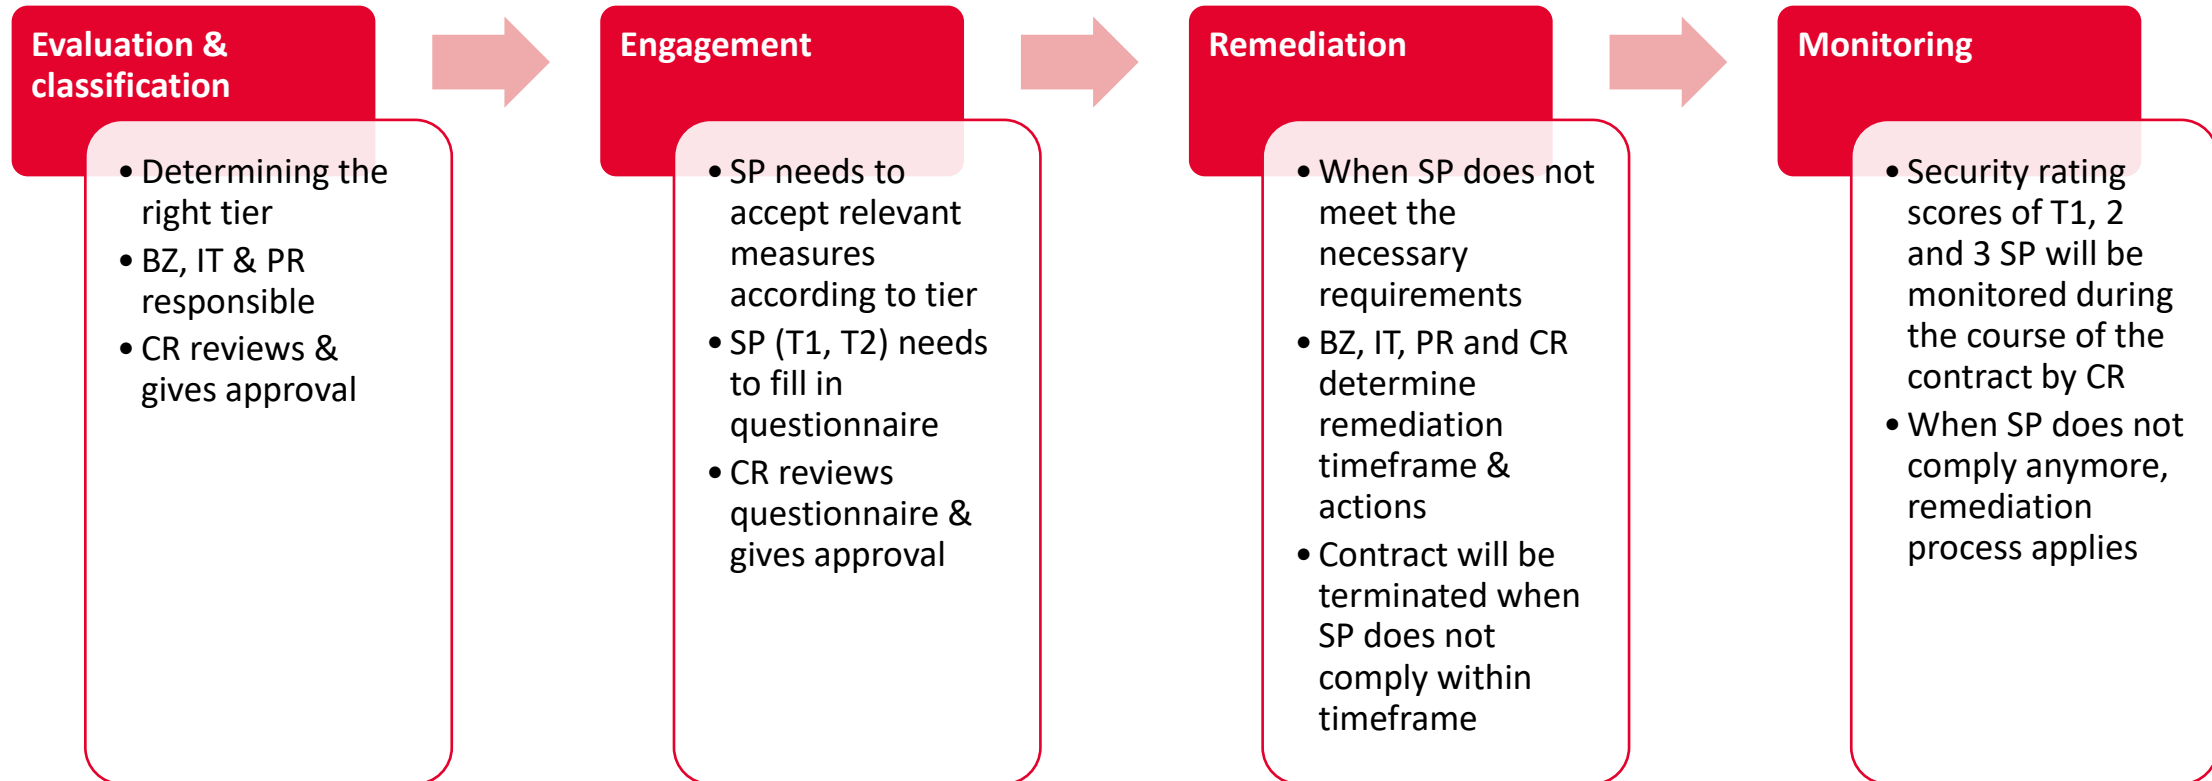 Evaluation &
classification
• Determining the
right tier
• BZ, IT & PR
responsible
• CR reviews &
gives approval
Engagement
• SP needs to
accept relevant
measures
according to tier
• SP (T1, T2) needs
to fill in
questionnaire
• CR reviews
questionnaire &
gives approval
Remediation
• When SP does not
meet the
necessary
requirements
• BZ, IT, PR and CR
determine
remediation
timeframe &
actions
• Contract will be
terminated when
SP does not
comply within
timeframe
Monitoring
• Security rating
scores of T1, 2
and 3 SP will be
monitored during
the course of the
contract by CR
• When SP does not
comply anymore,
remediation
process applies